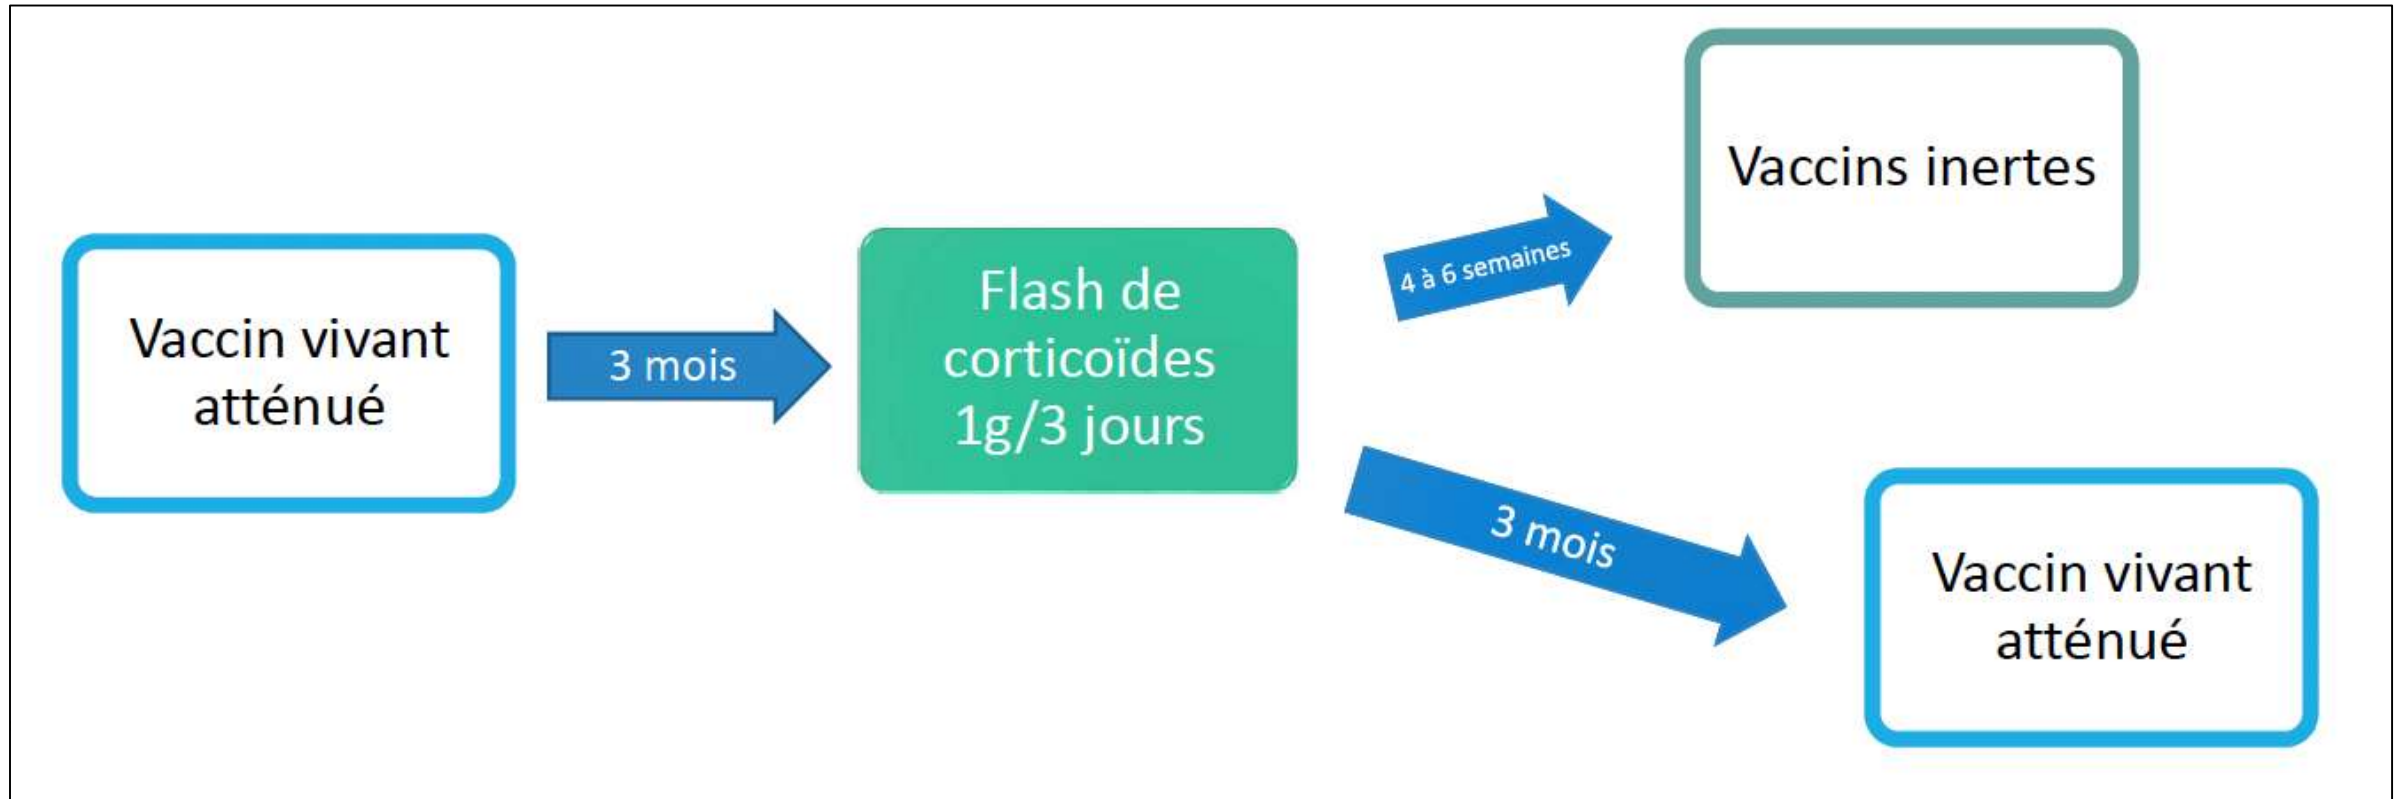 Vaccin vivant
atténué
3 mois
Flash de
corticoïdes
1g/3 jours
4 à 6 semaines
Vaccins inertes
3 mois
Vaccin vivant
atténué